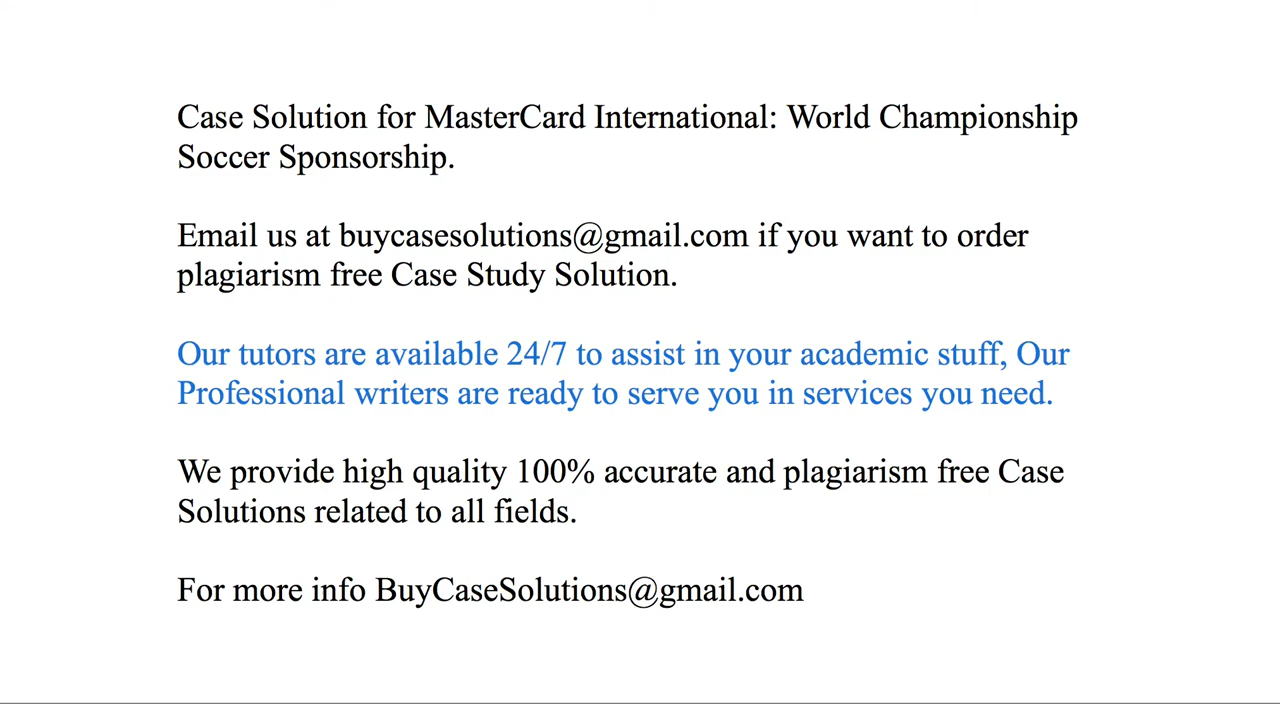 Case Solution for MasterCard International: World Championship
Soccer Sponsorship.
Email us at buycasesolutions@gmail.com if you want to order
plagiarism free Case Study Solution.
Our tutors are available 24/7 to assist in your academic stuff, Our
Professional writers are ready to serve you in services you need.
We provide high quality 100% accurate and plagiarism free Case
Solutions related to all fields.
For more info BuyCaseSolutions@gmail.com